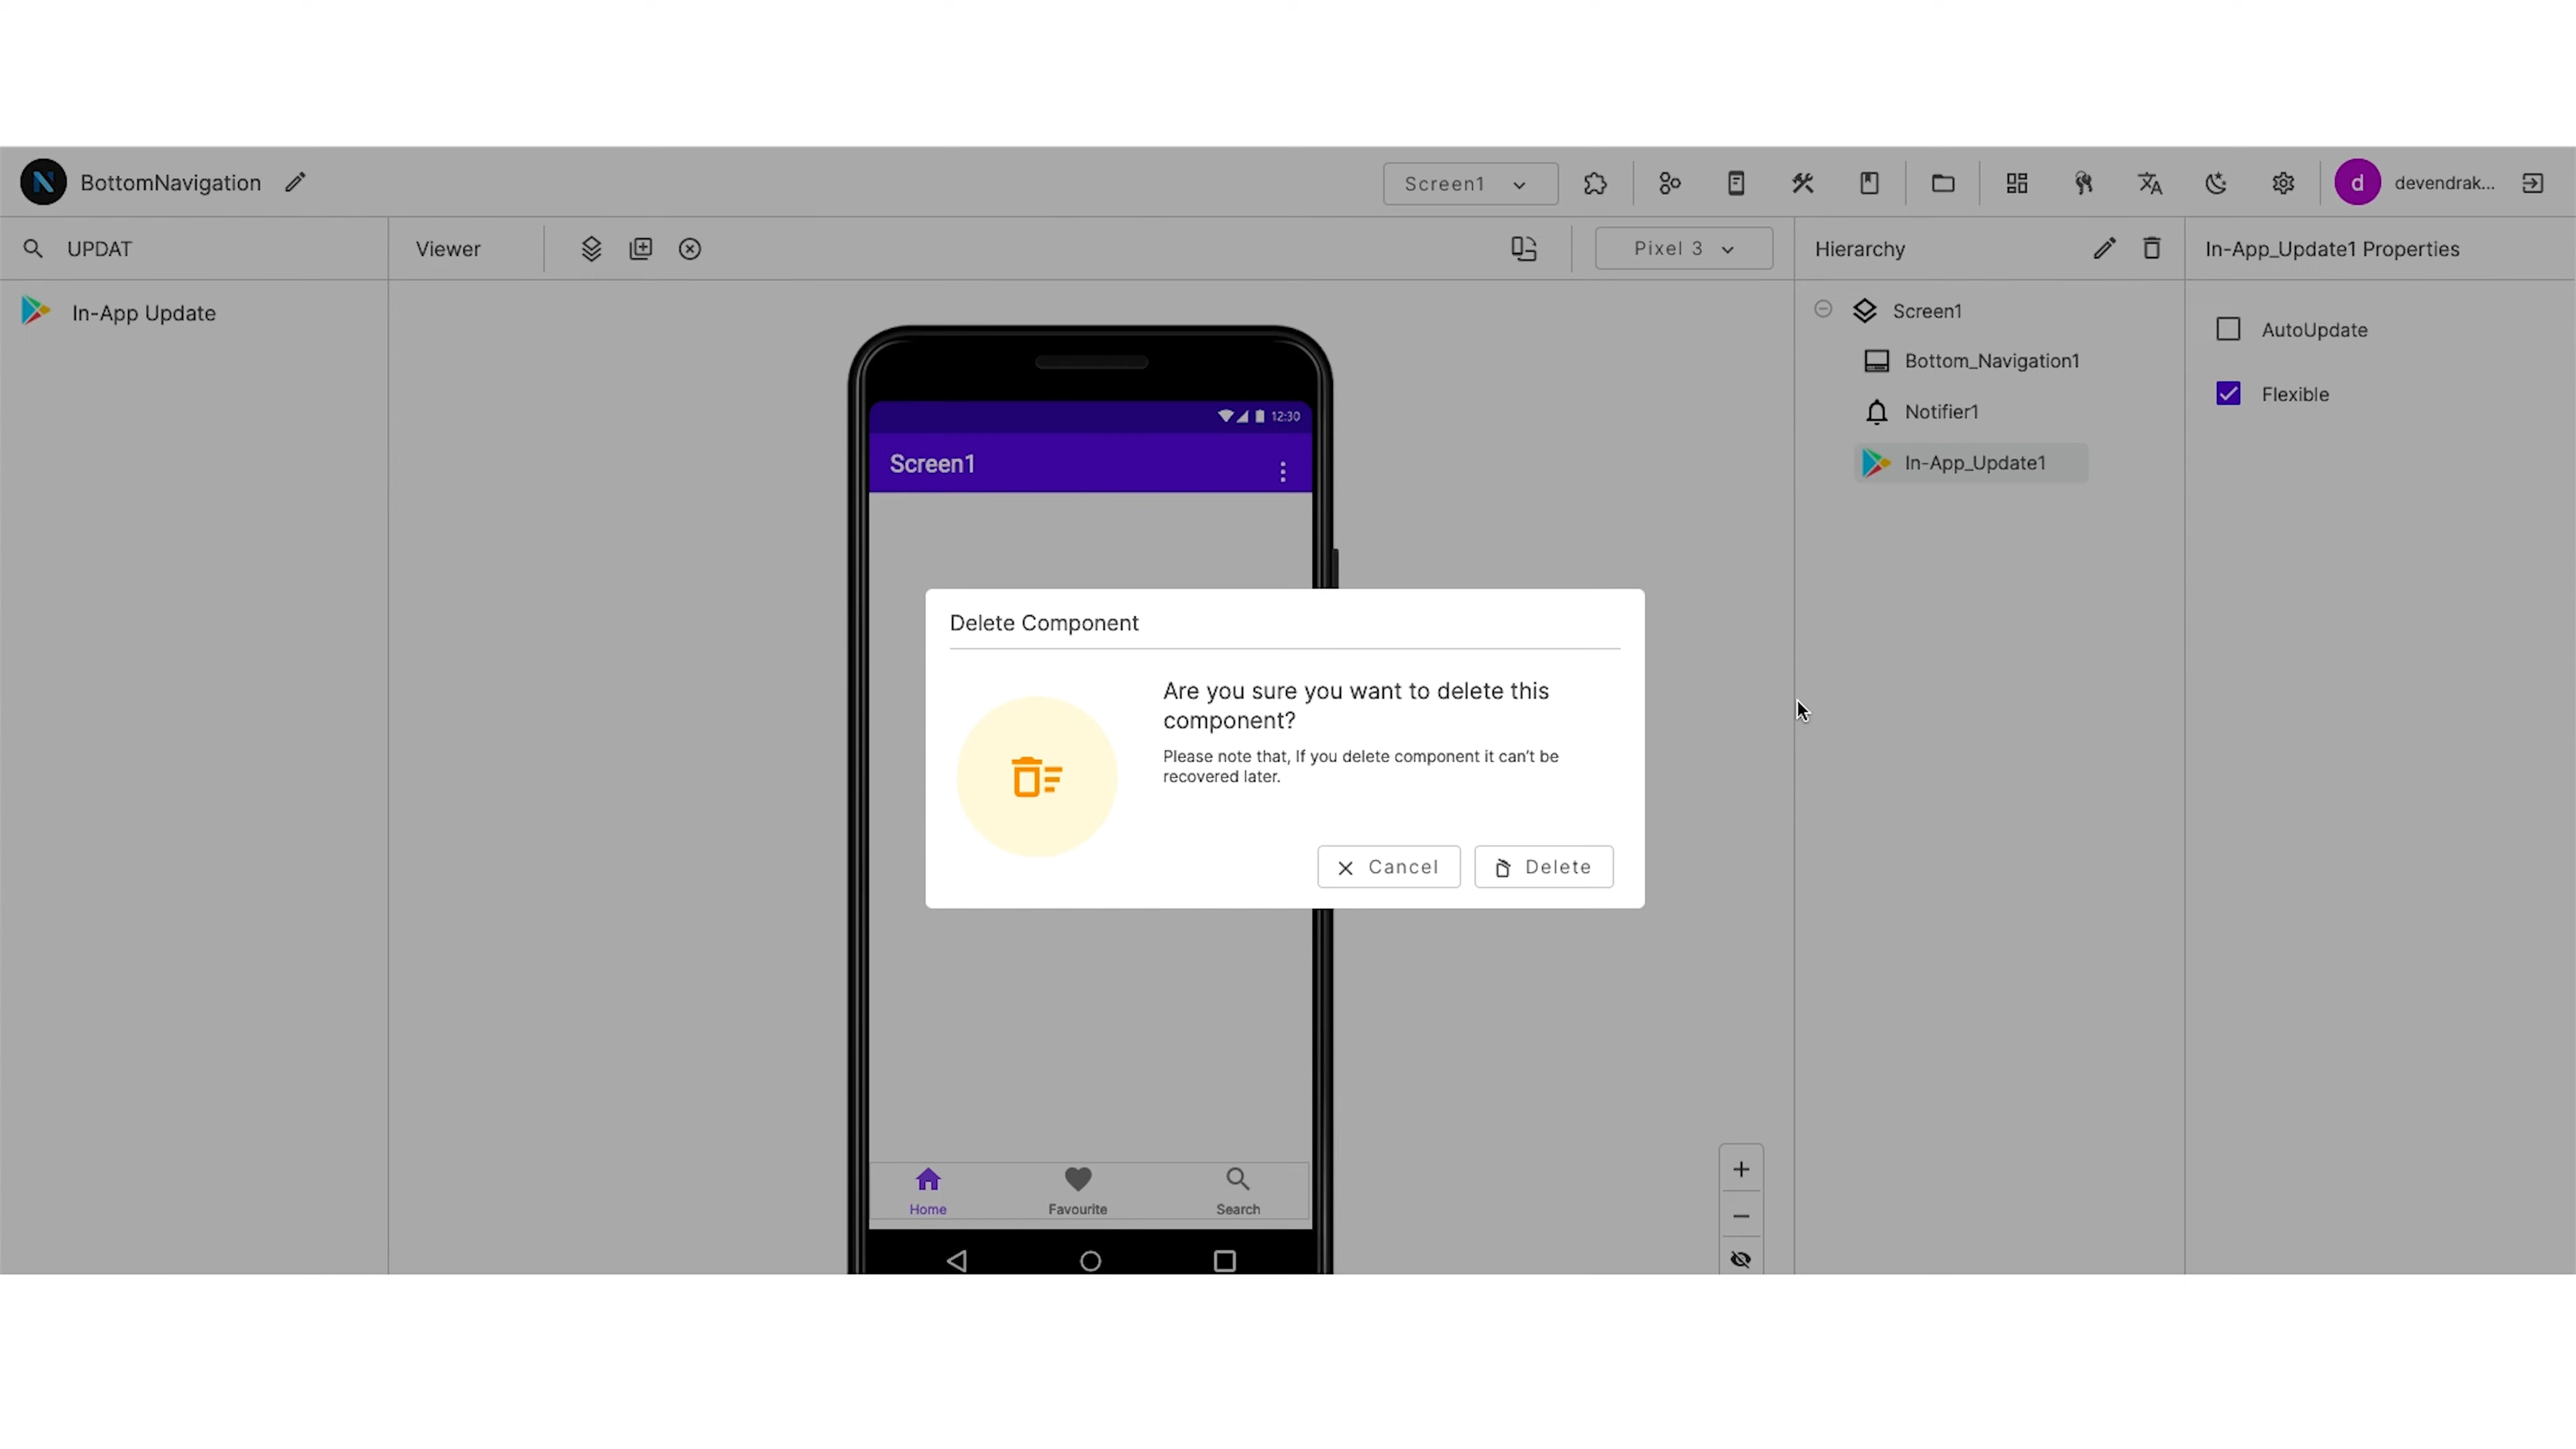 BottomNavigation
Screen1
d
devendrak...
UPDAT
Viewer
Pixel 3
Hierarchy
In-App_Update1 Properties
In-App Update
Screen1
Bottom_Navigation1
Notifier1
In-App_Update1
AutoUpdate
Flexible
12:30
Screen1
Delete Component
Are you sure you want to delete this
component?
Please note that, If you delete component it can't be
recovered later.
Cancel
Delete
Home
Favourite
Search